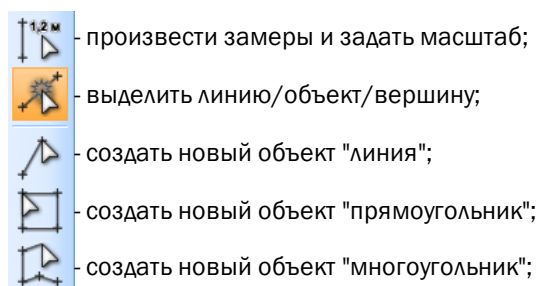 1,2 м
- произвести замеры и задать масштаб;
- выделить линию/объект/вершину;
- создать новый объект "линия";
- создать новый объект "прямоугольник";
- создать новый объект "многоугольник";